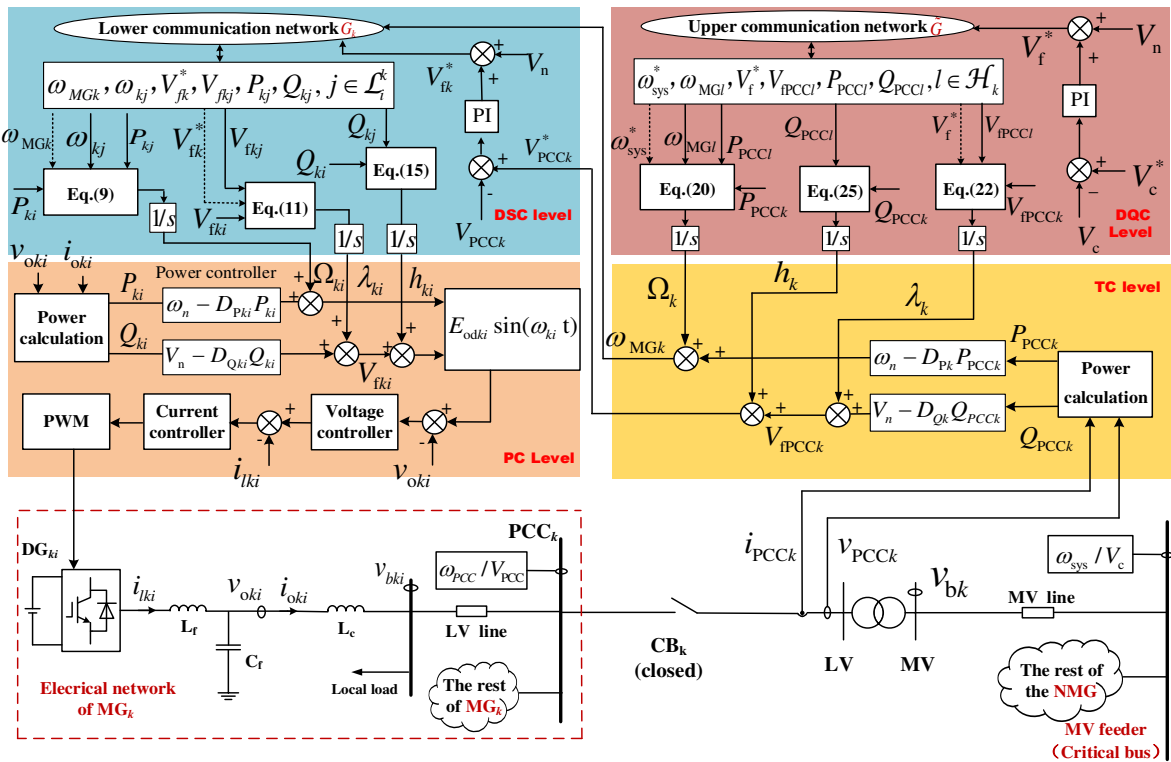 Lower communication network G_k
ω_MGk, ω_kj, V*_fk, V_fkj, P_kj, Q_kj, j ∈ ℒ_i^k
ω_MGk
ω_kj
P_kj
V*_fk
V_fkj
Q_kj
Q_ki
Eq.(9)
Eq.(11)
Eq.(15)
P_ki
V_fki
1/s
1/s
1/s
DSC level
V*_fk
+
+
V_n
PI
V*_PCCk
+
-
V_PCCk
Upper communication network G̃
ω*_sys, ω_MGl, V*_f, V_fPCCl, P_PCCl, Q_PCCl, l ∈ ℋ_k
ω*_sys
ω_MGl
P_PCCl
Q_PCCl
V*_f
V_fPCCl
Eq.(20)
Eq.(25)
Eq.(22)
P_PCCk
Q_PCCk
V_fPCCk
1/s
1/s
1/s
V*_f
+
+
V_n
PI
+
+
V*_c
−
V_c
DQC
Level
v_oki
i_oki
Power
calculation
P_ki
Q_ki
Power controller
ω_n − D_Pki P_ki
V_n − D_Qki Q_ki
+
+
Ω_ki
λ_ki
h_ki
+
+
+
+
V_fki
E_odki sin(ω_ki t)
PWM
Current
controller
+
-
i_lki
Voltage
controller
+
-
v_oki
PC Level
Ω_k
h_k
λ_k
TC level
ω_MGk
+
+
ω_n − D_Pk P_PCCk
P_PCCk
Power
calculation
+
+
V_fPCCk
+
+
V_n − D_Qk Q_PCCk
Q_PCCk
DG_ki
i_lki
L_f
C_f
v_oki
i_oki
L_c
v_bki
Local load
ω_PCC / V_PCC
LV line
PCC_k
The rest
of MG_k
Elecrical network
of MG_k
CB_k
(closed)
i_PCCk
v_PCCk
LV
MV
v_bk
MV line
ω_sys / V_c
The rest of
the NMG
MV feeder
（Critical bus）